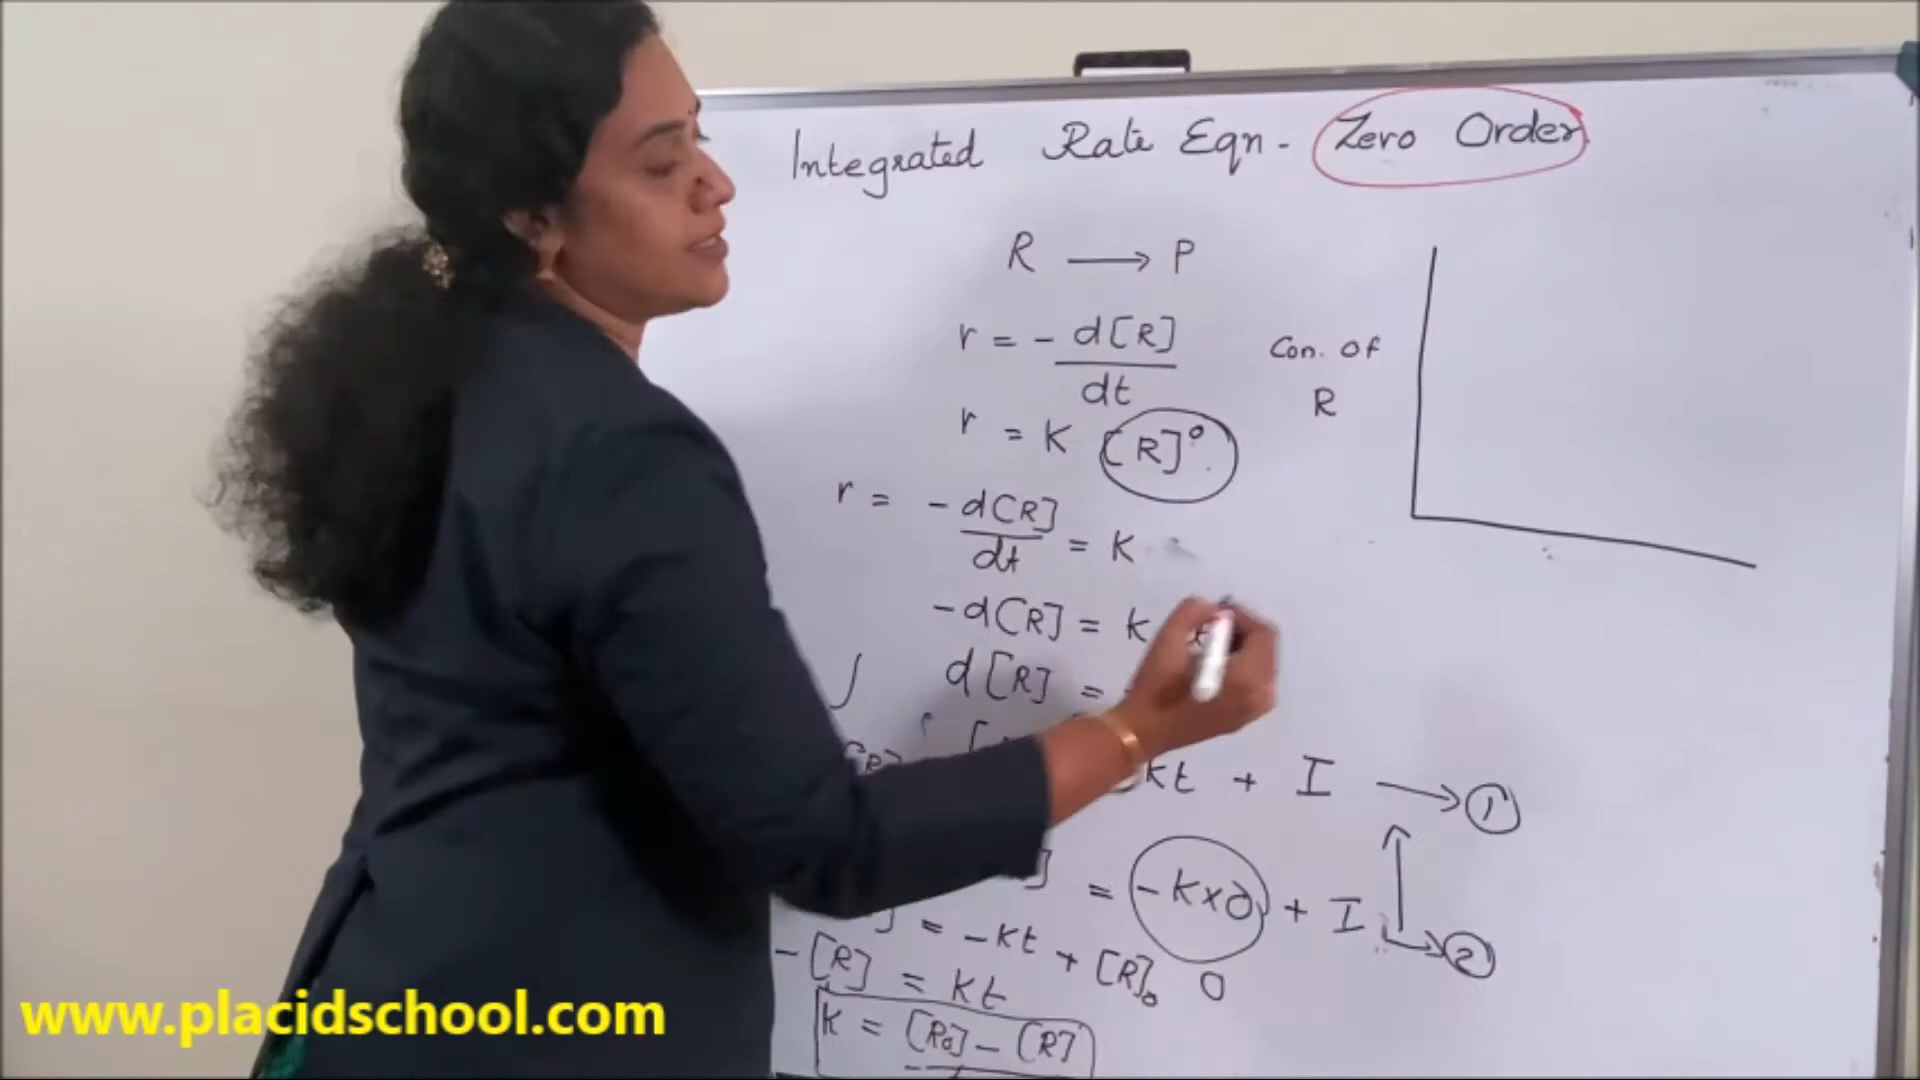 Integrated Rate Eqn. Zero Order
R ⟶ P
r = - d[R]
dt
r = K [R]⁰
r = - d[R]
dt = K
- d[R] = K
∫ d[R] =
Kt + I ⟶ ①
= - K x 0 + I ⟶ ②
= - Kt + [R]₀ 0
- [R] = Kt
K = [R₀] - [R]
Con. Of
R
www.placidschool.com